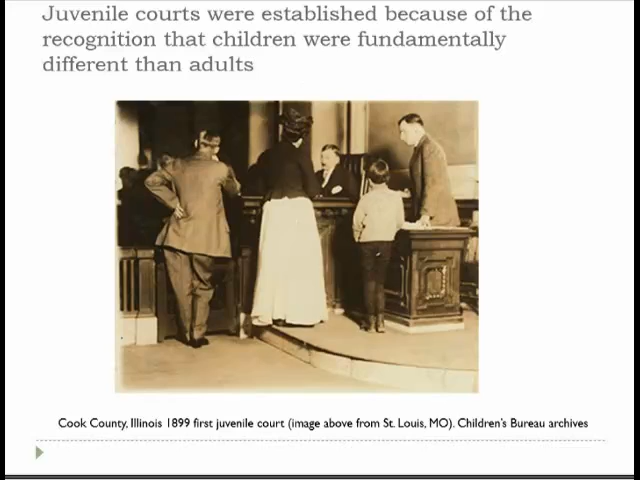 Juvenile courts were established because of the
recognition that children were fundamentally
different than adults
Cook County, Illinois 1899 first juvenile court (image above from St. Louis, MO). Children's Bureau archives